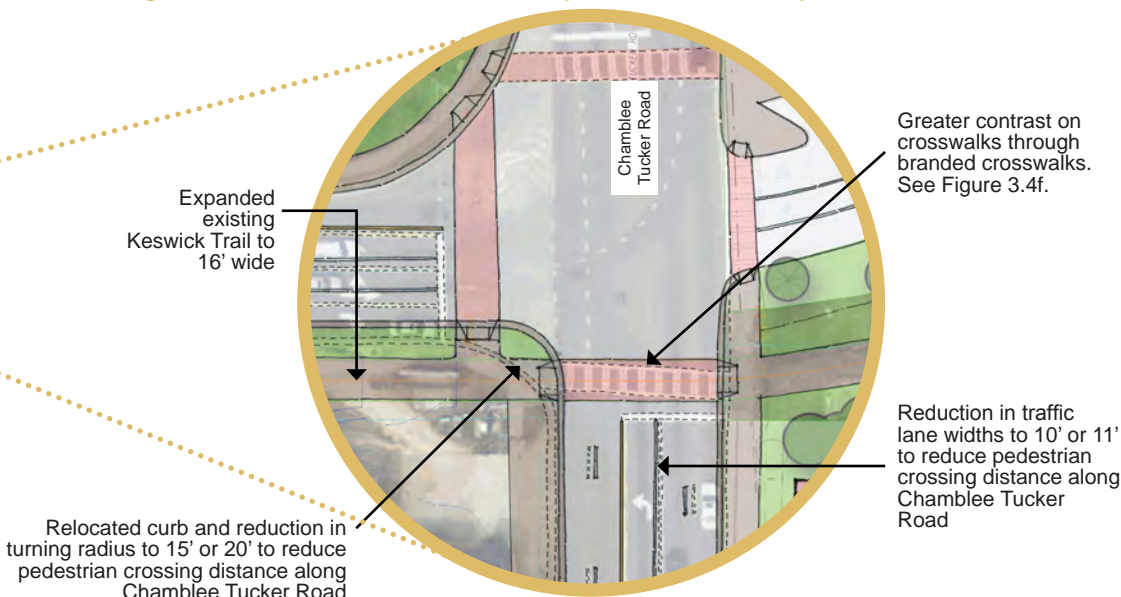 TUCKER RD
Chamblee
Tucker Road
Greater contrast on
crosswalks through
branded crosswalks.
See Figure 3.4f.
Expanded
existing
Keswick Trail to
16’ wide
Reduction in traffic
lane widths to 10’ or 11’
to reduce pedestrian
crossing distance along
Chamblee Tucker
Road
Relocated curb and reduction in
turning radius to 15’ or 20’ to reduce
pedestrian crossing distance along
Chamblee Tucker Road